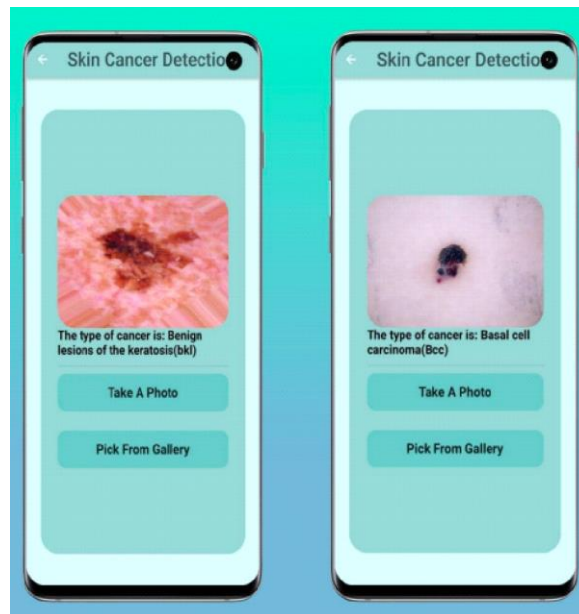 Skin Cancer Detectio
The type of cancer is: Benign
lesions of the keratosis(bkl)
Take A Photo
Pick From Gallery
Skin Cancer Detectio
The type of cancer is: Basal cell
carcinoma(Bcc)
Take A Photo
Pick From Gallery